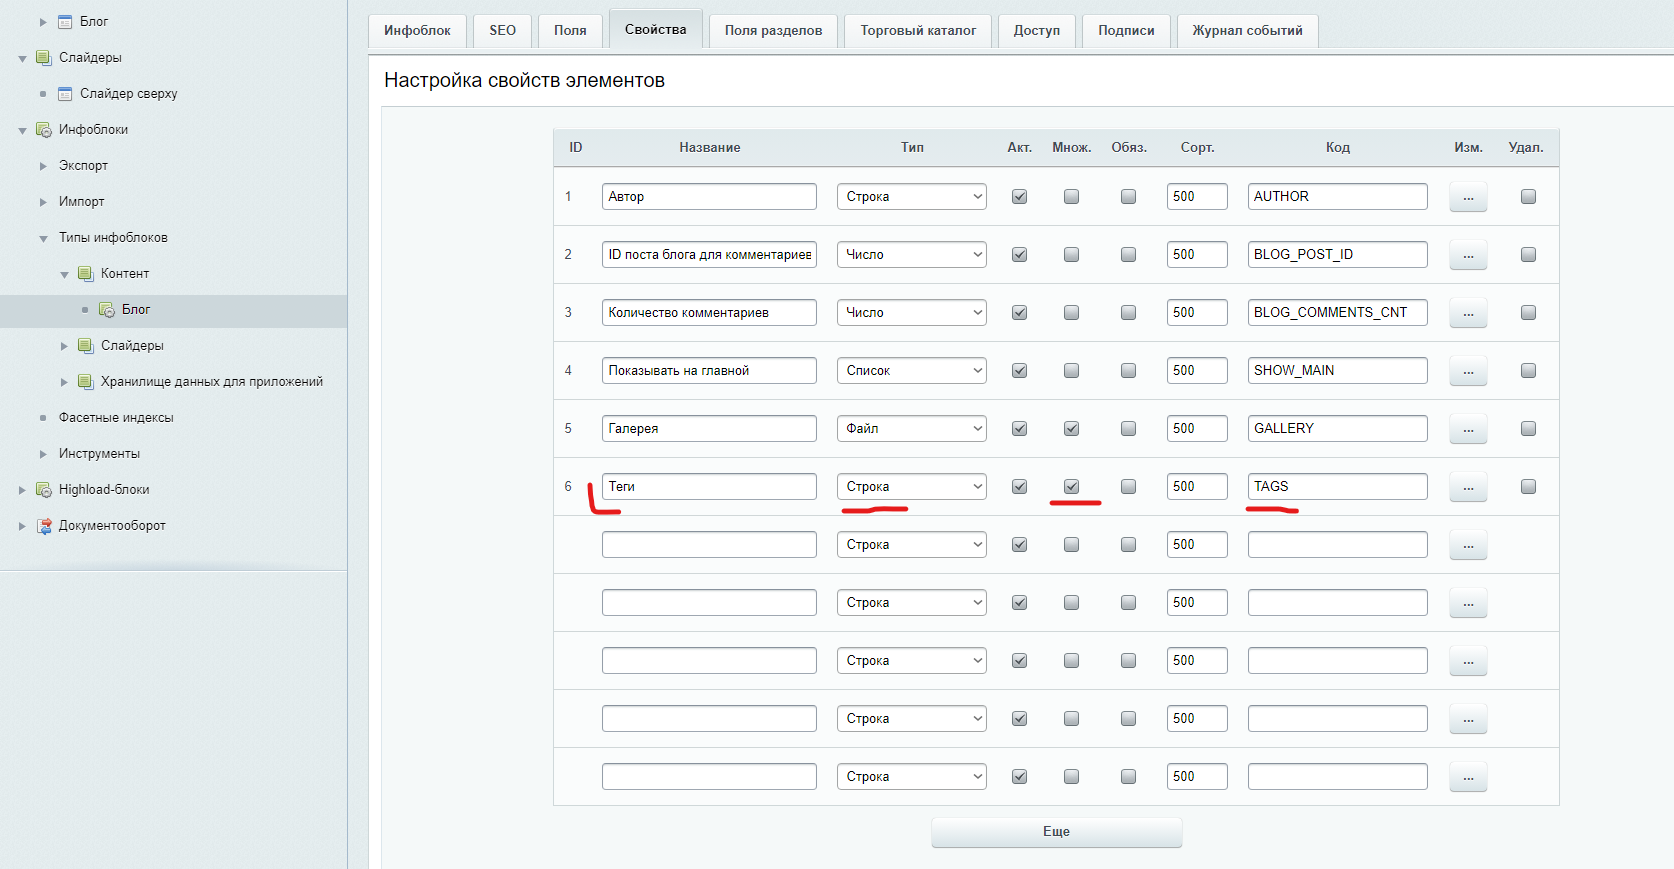 Блог
Слайдеры
Слайдер сверху
Инфоблоки
Экспорт
Импорт
Типы инфоблоков
Контент
Блог
Слайдеры
Хранилище данных для приложений
Фасетные индексы
Инструменты
Highload-блоки
Документооборот
Инфоблок SEO Поля Свойства Поля разделов Торговый каталог Доступ Подписи Журнал событий
Настройка свойств элементов
ID Название Тип Акт. Множ. Обяз. Сорт. Код Изм. Удал.
1 Автор Строка 500 AUTHOR ...
2 ID поста блога для комментариев Число 500 BLOG_POST_ID ...
3 Количество комментариев Число 500 BLOG_COMMENTS_CNT ...
4 Показывать на главной Список 500 SHOW_MAIN ...
5 Галерея Файл 500 GALLERY ...
6 Теги Строка 500 TAGS ...
Строка 500 ...
Строка 500 ...
Строка 500 ...
Строка 500 ...
Строка 500 ...
Еще